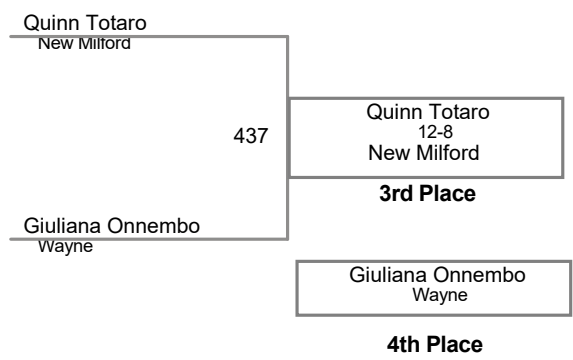 Quinn Totaro
New Milford
437
Quinn Totaro
12-8
New Milford
3rd Place
Giuliana Onnembo
Wayne
Giuliana Onnembo
Wayne
4th Place